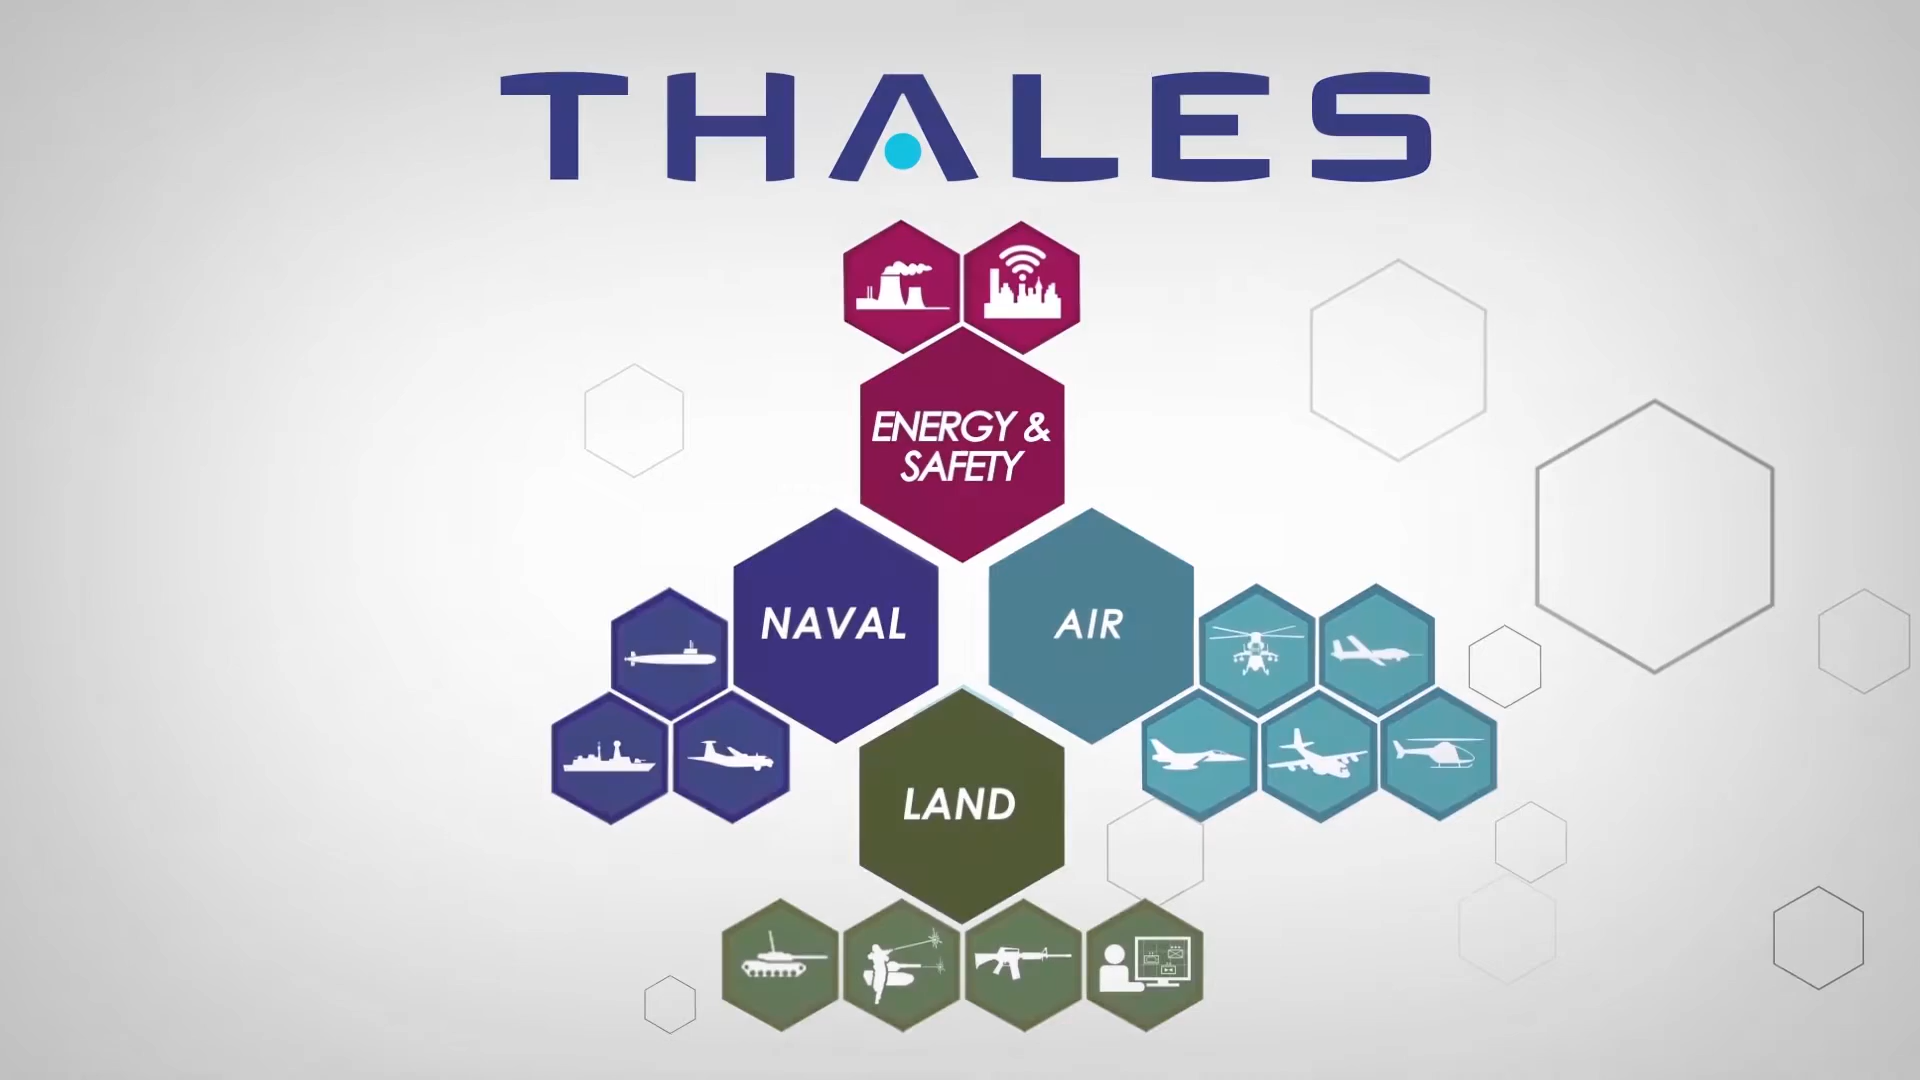 THALES
ENERGY &
SAFETY
NAVAL
AIR
LAND